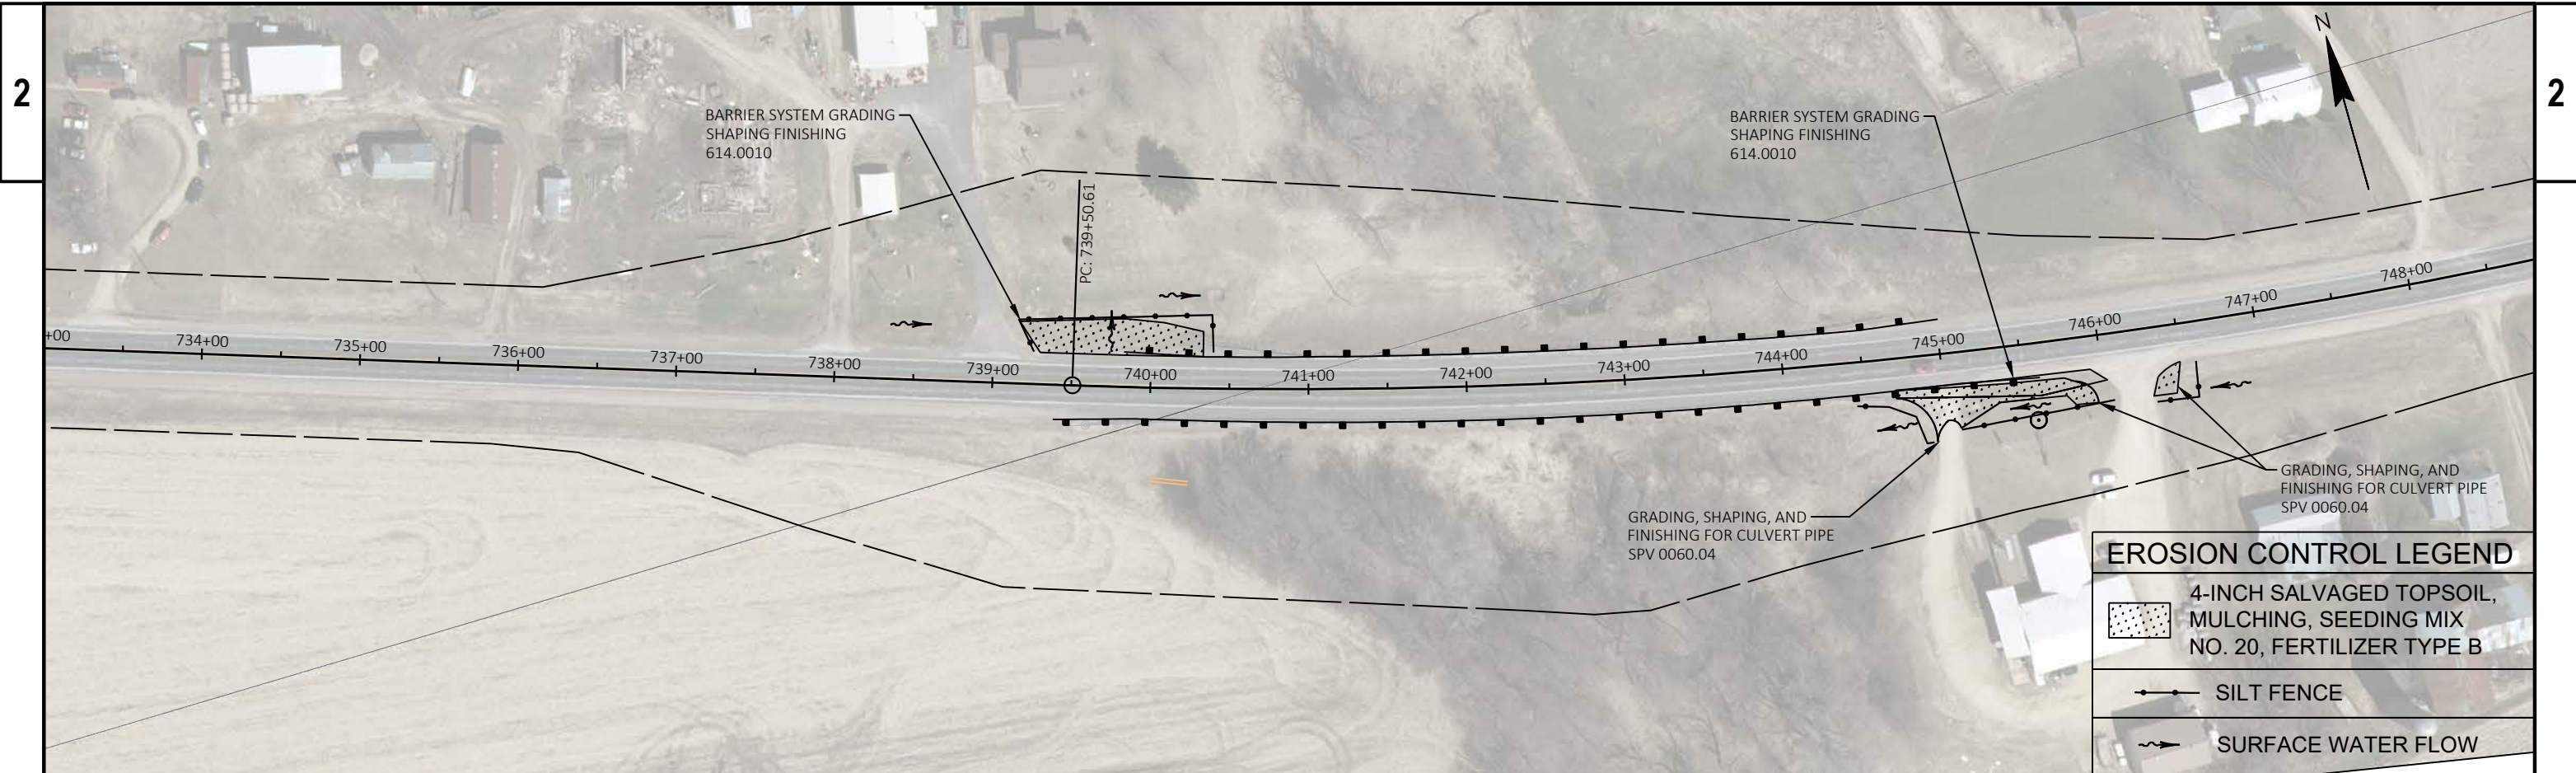 2
2
N
BARRIER SYSTEM GRADING
SHAPING FINISHING
614.0010
BARRIER SYSTEM GRADING
SHAPING FINISHING
614.0010
PC: 739+50.61
+00
734+00
735+00
736+00
737+00
738+00
739+00
740+00
741+00
742+00
743+00
744+00
745+00
746+00
747+00
748+00
GRADING, SHAPING, AND
FINISHING FOR CULVERT PIPE
SPV 0060.04
GRADING, SHAPING, AND
FINISHING FOR CULVERT PIPE
SPV 0060.04
EROSION CONTROL LEGEND
4-INCH SALVAGED TOPSOIL,
MULCHING, SEEDING MIX
NO. 20, FERTILIZER TYPE B
SILT FENCE
SURFACE WATER FLOW